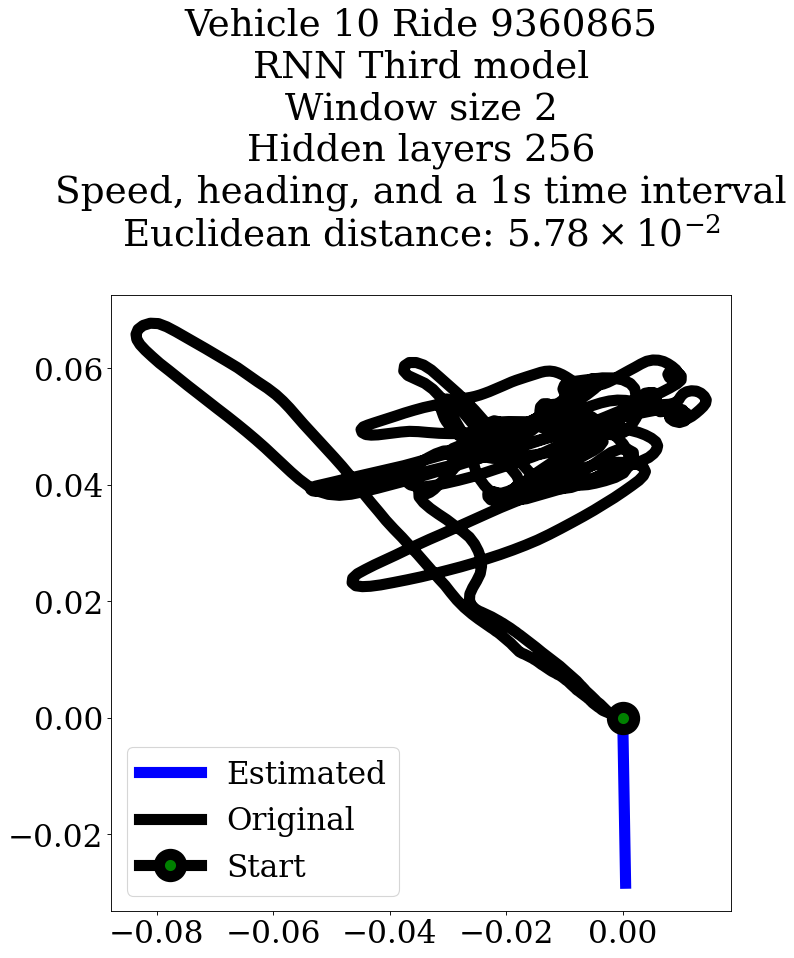 Vehicle 10 Ride 9360865
RNN Third model
Window size 2
Hidden layers 256
Speed, heading, and a 1s time interval
Euclidean distance: 5.78 × 10⁻²
0.06
0.04
0.02
0.00
−0.02
Estimated
Original
Start
−0.08 −0.06 −0.04 −0.02 0.00